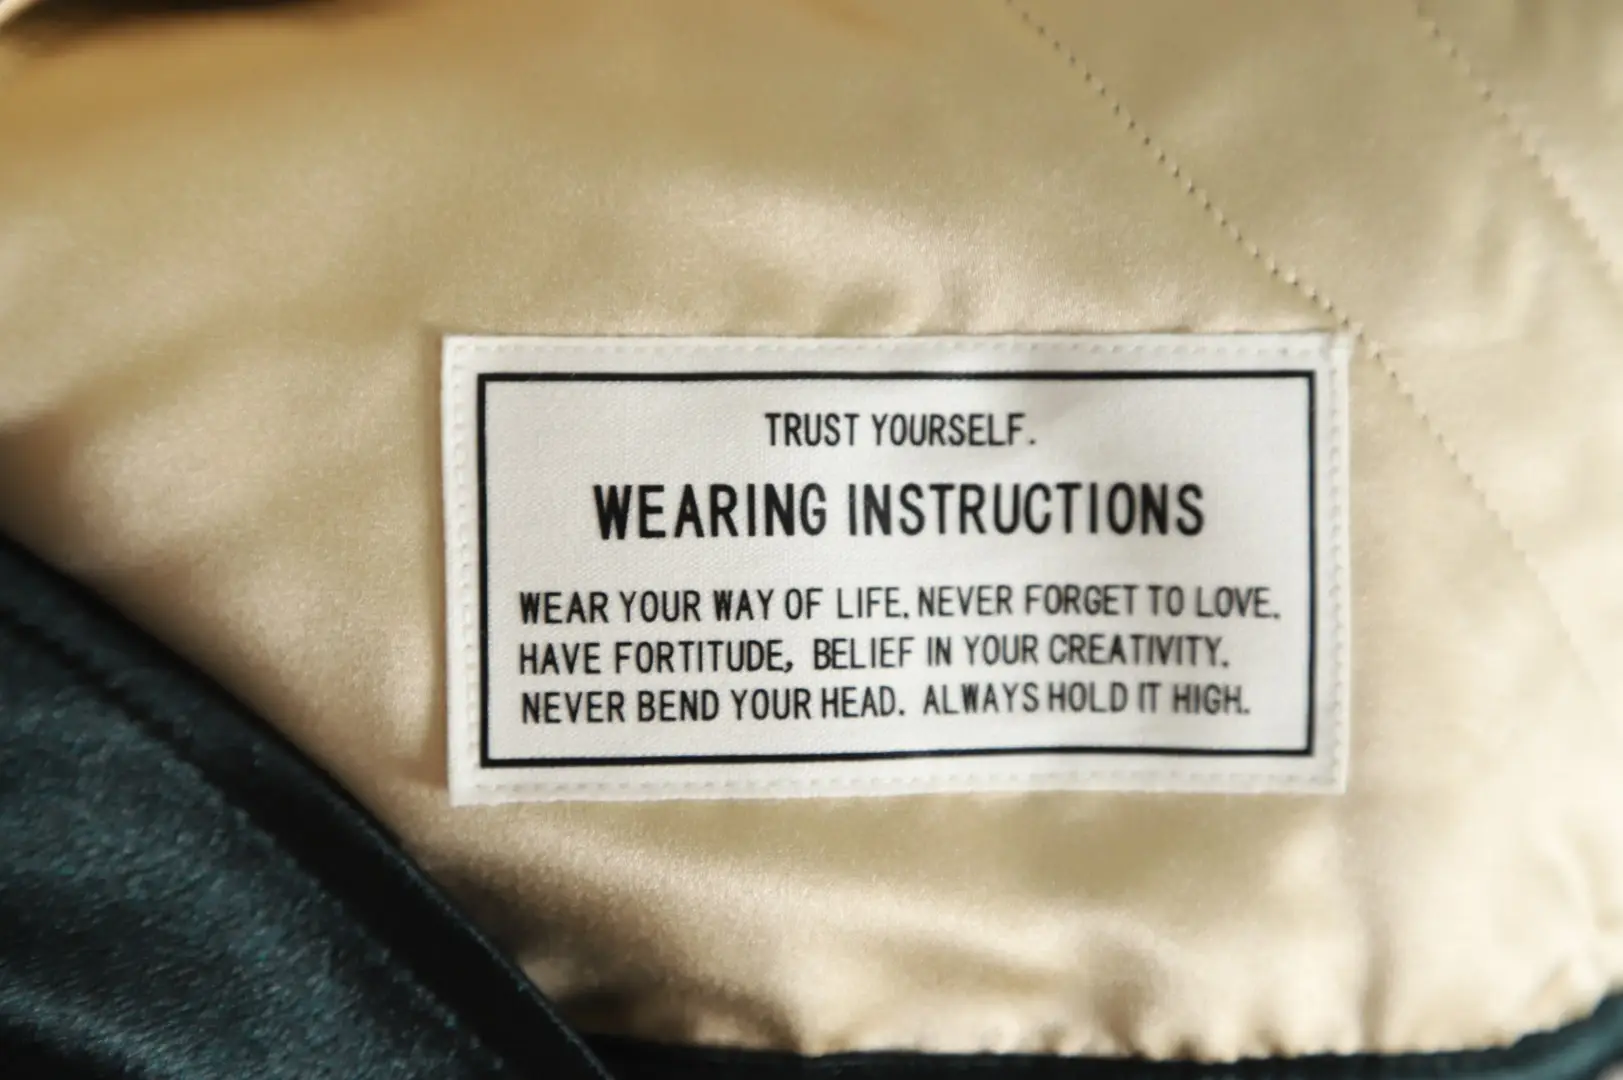 TRUST YOURSELF.
WEARING INSTRUCTIONS
WEAR YOUR WAY OF LIFE. NEVER FORGET TO LOVE.
HAVE FORTITUDE, BELIEF IN YOUR CREATIVITY.
NEVER BEND YOUR HEAD. ALWAYS HOLD IT HIGH.